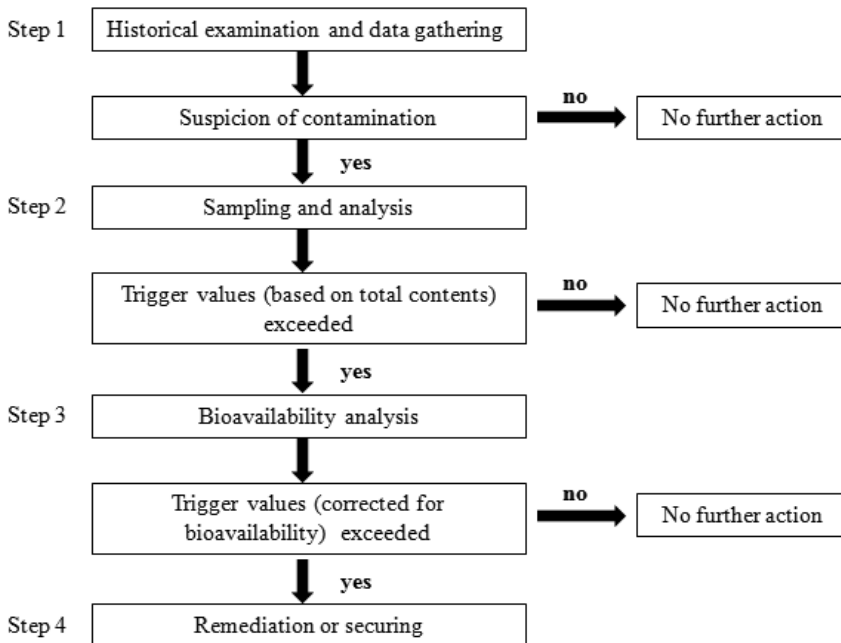 Step 1
Historical examination and data gathering
Suspicion of contamination
no
No further action
yes
Step 2
Sampling and analysis
Trigger values (based on total contents)
exceeded
no
No further action
yes
Step 3
Bioavailability analysis
Trigger values (corrected for
bioavailability) exceeded
no
No further action
yes
Step 4
Remediation or securing